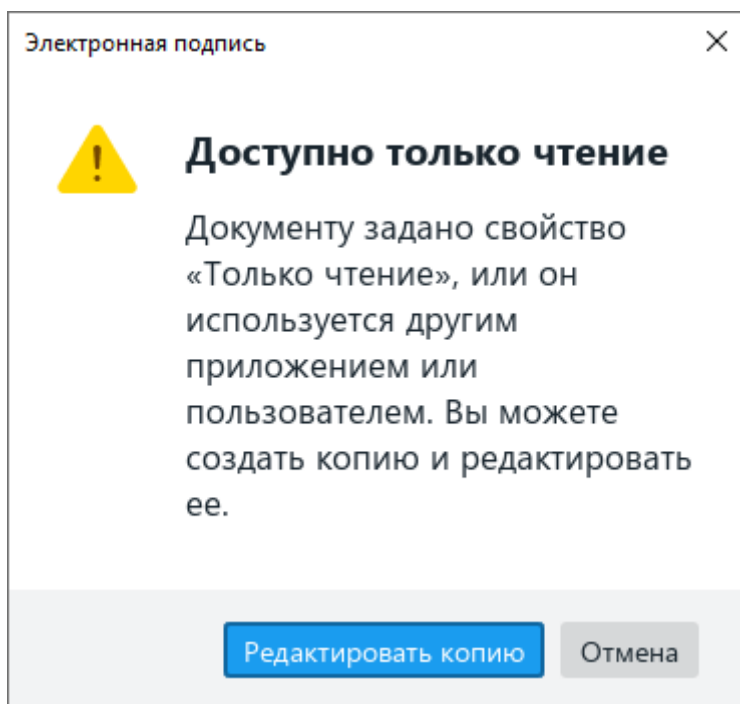 Электронная подпись
Доступно только чтение
Документу задано свойство
«Только чтение», или он
используется другим
приложением или
пользователем. Вы можете
создать копию и редактировать
ее.
Редактировать копию
Отмена